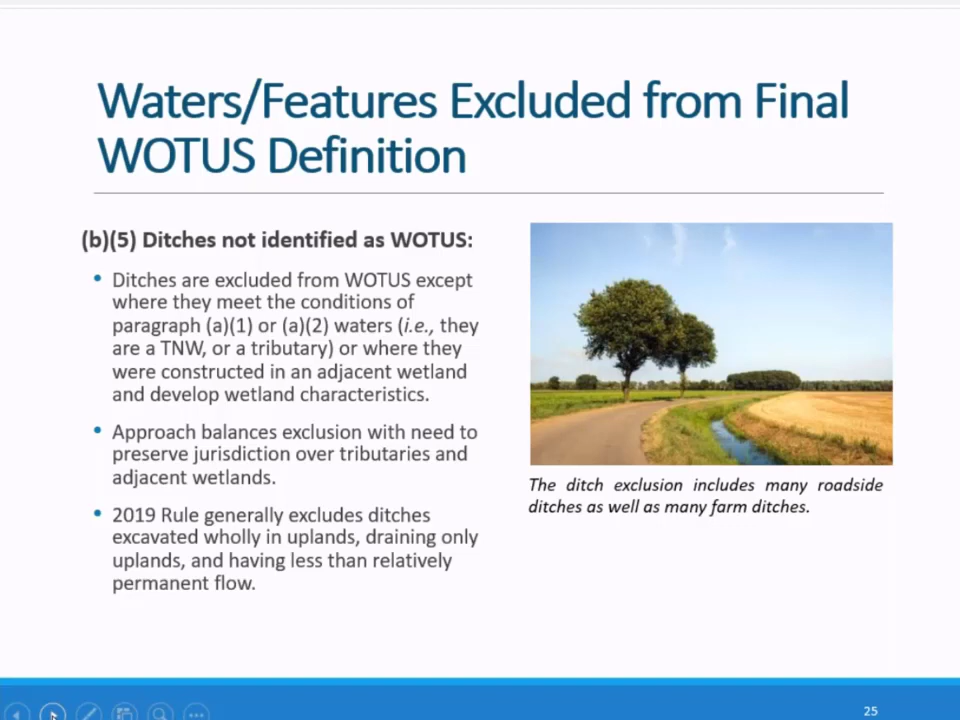 Waters/Features Excluded from Final
WOTUS Definition
(b)(5) Ditches not identified as WOTUS:
• Ditches are excluded from WOTUS except
where they meet the conditions of
paragraph (a)(1) or (a)(2) waters (i.e., they
are a TNW, or a tributary) or where they
were constructed in an adjacent wetland
and develop wetland characteristics.
• Approach balances exclusion with need to
preserve jurisdiction over tributaries and
adjacent wetlands.
• 2019 Rule generally excludes ditches
excavated wholly in uplands, draining only
uplands, and having less than relatively
permanent flow.
The ditch exclusion includes many roadside
ditches as well as many farm ditches.
25